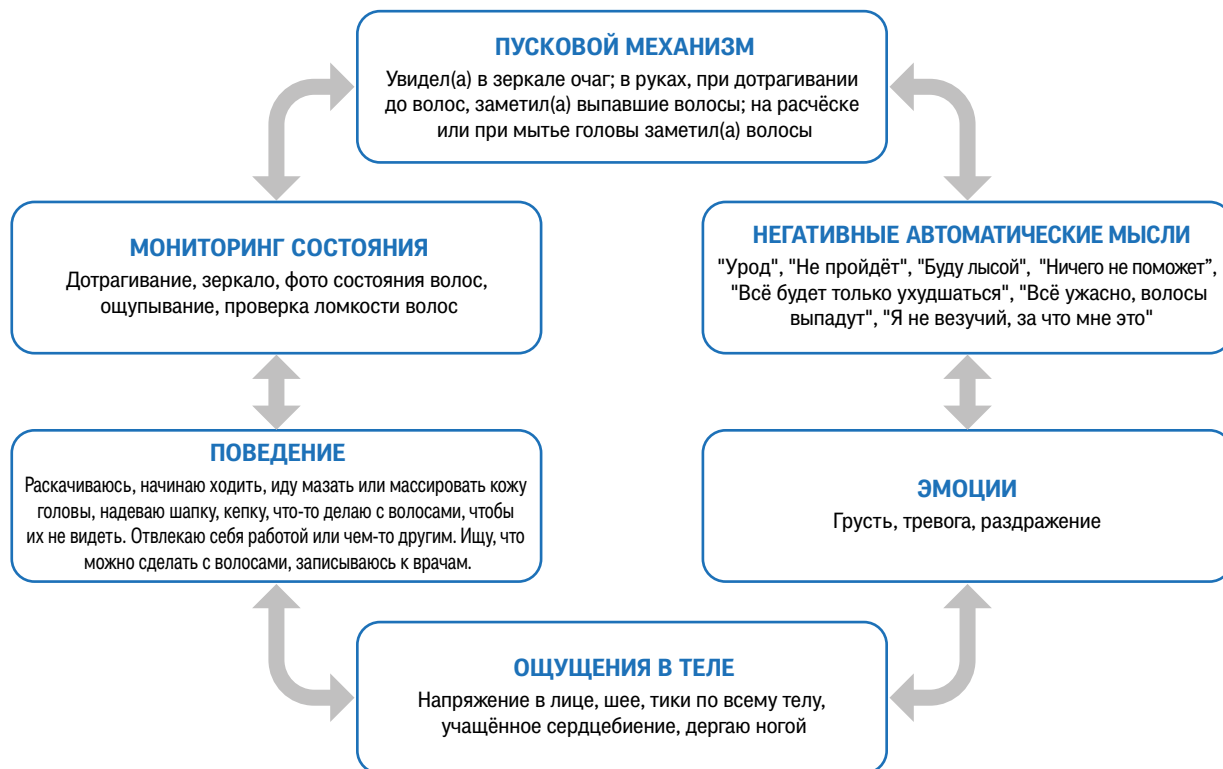 ПУСКОВОЙ МЕХАНИЗМ
Увидел(а) в зеркале очаг; в руках, при дотрагивании
до волос, заметил(а) выпавшие волосы; на расчёске
или при мытье головы заметил(а) волосы
МОНИТОРИНГ СОСТОЯНИЯ
Дотрагивание, зеркало, фото состояния волос,
ощупывание, проверка ломкости волос
НЕГАТИВНЫЕ АВТОМАТИЧЕСКИЕ МЫСЛИ
"Урод", "Не пройдёт", "Буду лысой", "Ничего не поможет”,
"Всё будет только ухудшаться", "Всё ужасно, волосы
выпадут", "Я не везучий, за что мне это"
ПОВЕДЕНИЕ
Раскачиваюсь, начинаю ходить, иду мазать или массировать кожу
головы, надеваю шапку, кепку, что-то делаю с волосами, чтобы
их не видеть. Отвлекаю себя работой или чем-то другим. Ищу, что
можно сделать с волосами, записываюсь к врачам.
ЭМОЦИИ
Грусть, тревога, раздражение
ОЩУЩЕНИЯ В ТЕЛЕ
Напряжение в лице, шее, тики по всему телу,
учащённое сердцебиение, дергаю ногой